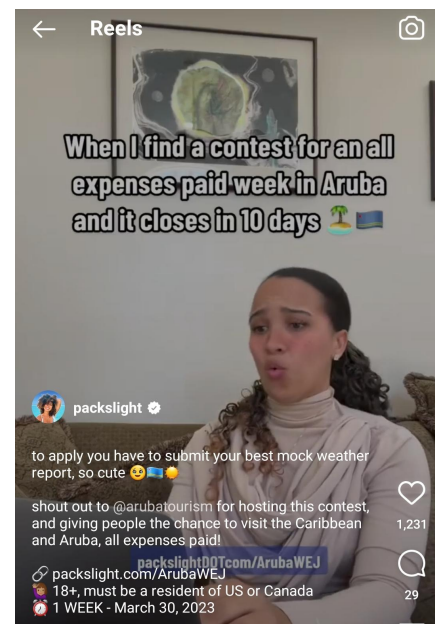 Reels
When I find a contest for an all
expenses paid week in Aruba
and it closes in 10 days 🏝️🇦🇼
packslight
to apply you have to submit your best mock weather
report, so cute 🥹🇦🇼☀️
shout out to @arubatourism for hosting this contest,
and giving people the chance to visit the Caribbean
and Aruba, all expenses paid!
1,231
packslightDOTcom/ArubaWEJ
🔗 packslight.com/ArubaWEJ
🙋🏽‍♀️ 18+, must be a resident of US or Canada
29
⏰ 1 WEEK - March 30, 2023